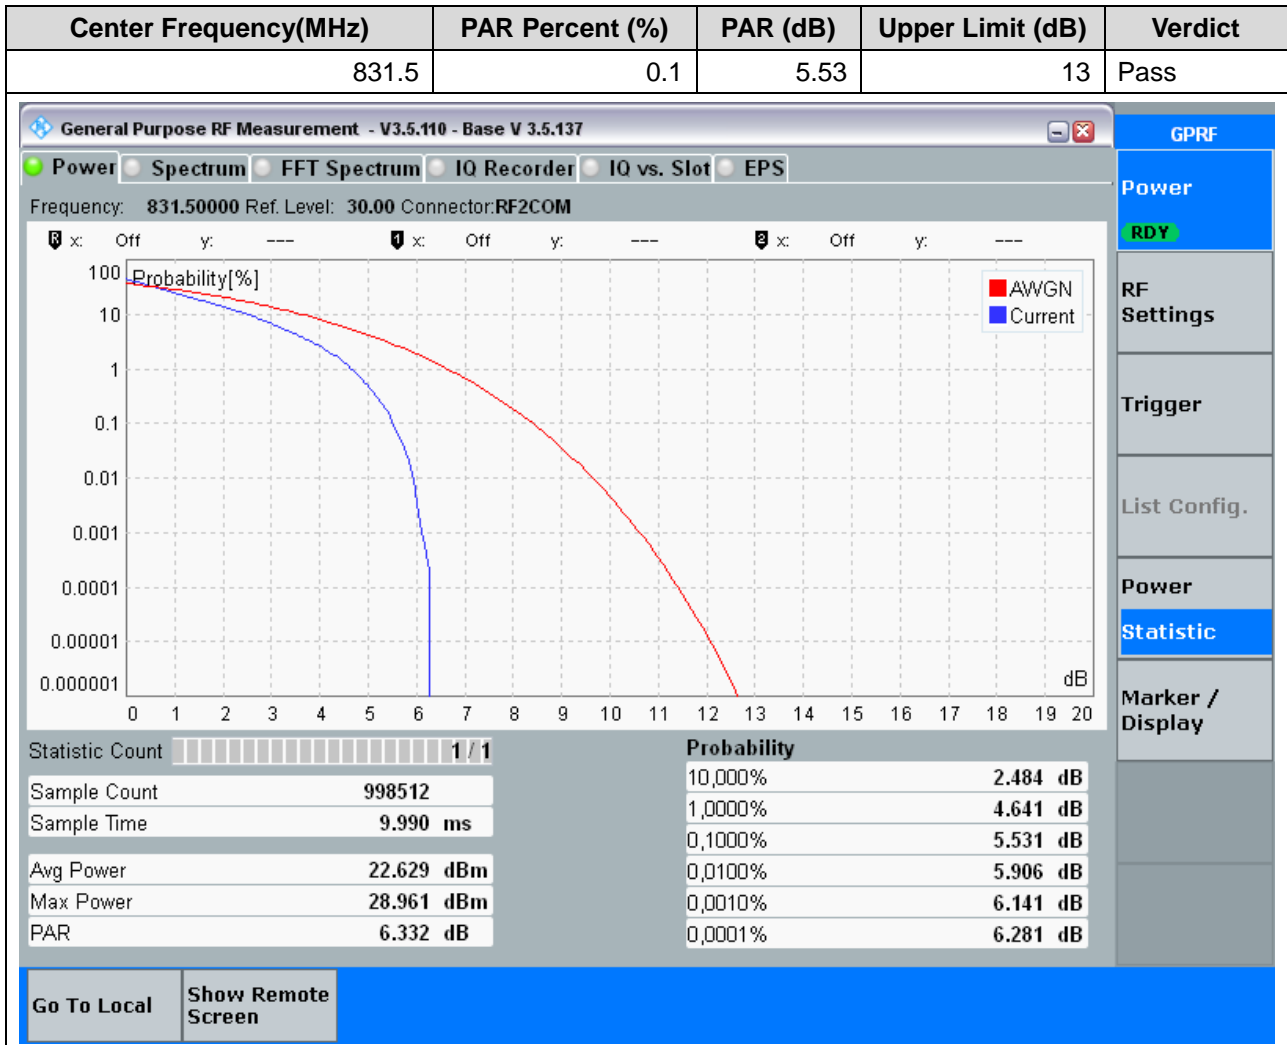 Center Frequency(MHz) PAR Percent (%) PAR (dB) Upper Limit (dB) Verdict
831.5 0.1 5.53 13 Pass
General Purpose RF Measurement - V3.5.110 - Base V 3.5.137
GPRF
Power Spectrum FFT Spectrum IQ Recorder IQ vs. Slot EPS
Frequency: 831.50000 Ref. Level: 30.00 Connector:RF2COM
R x: Off y: --- 1 x: Off y: --- 2 x: Off y: ---
Probability[%]
AWGN
Current
100
10
1
0.1
0.01
0.001
0.0001
0.00001
0.000001
dB
0 1 2 3 4 5 6 7 8 9 10 11 12 13 14 15 16 17 18 19 20
Statistic Count 1 / 1
Sample Count 998512
Sample Time 9.990 ms
Avg Power 22.629 dBm
Max Power 28.961 dBm
PAR 6.332 dB
Probability
10,000% 2.484 dB
1,0000% 4.641 dB
0,1000% 5.531 dB
0,0100% 5.906 dB
0,0010% 6.141 dB
0,0001% 6.281 dB
Power
RDY
RF
Settings
Trigger
List Config.
Power
Statistic
Marker /
Display
Go To Local
Show Remote
Screen